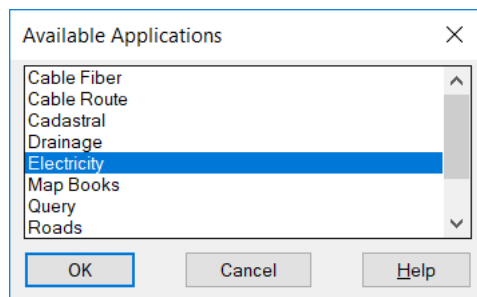 Available Applications
Cable Fiber
Cable Route
Cadastral
Drainage
Electricity
Map Books
Query
Roads
OK Cancel Help